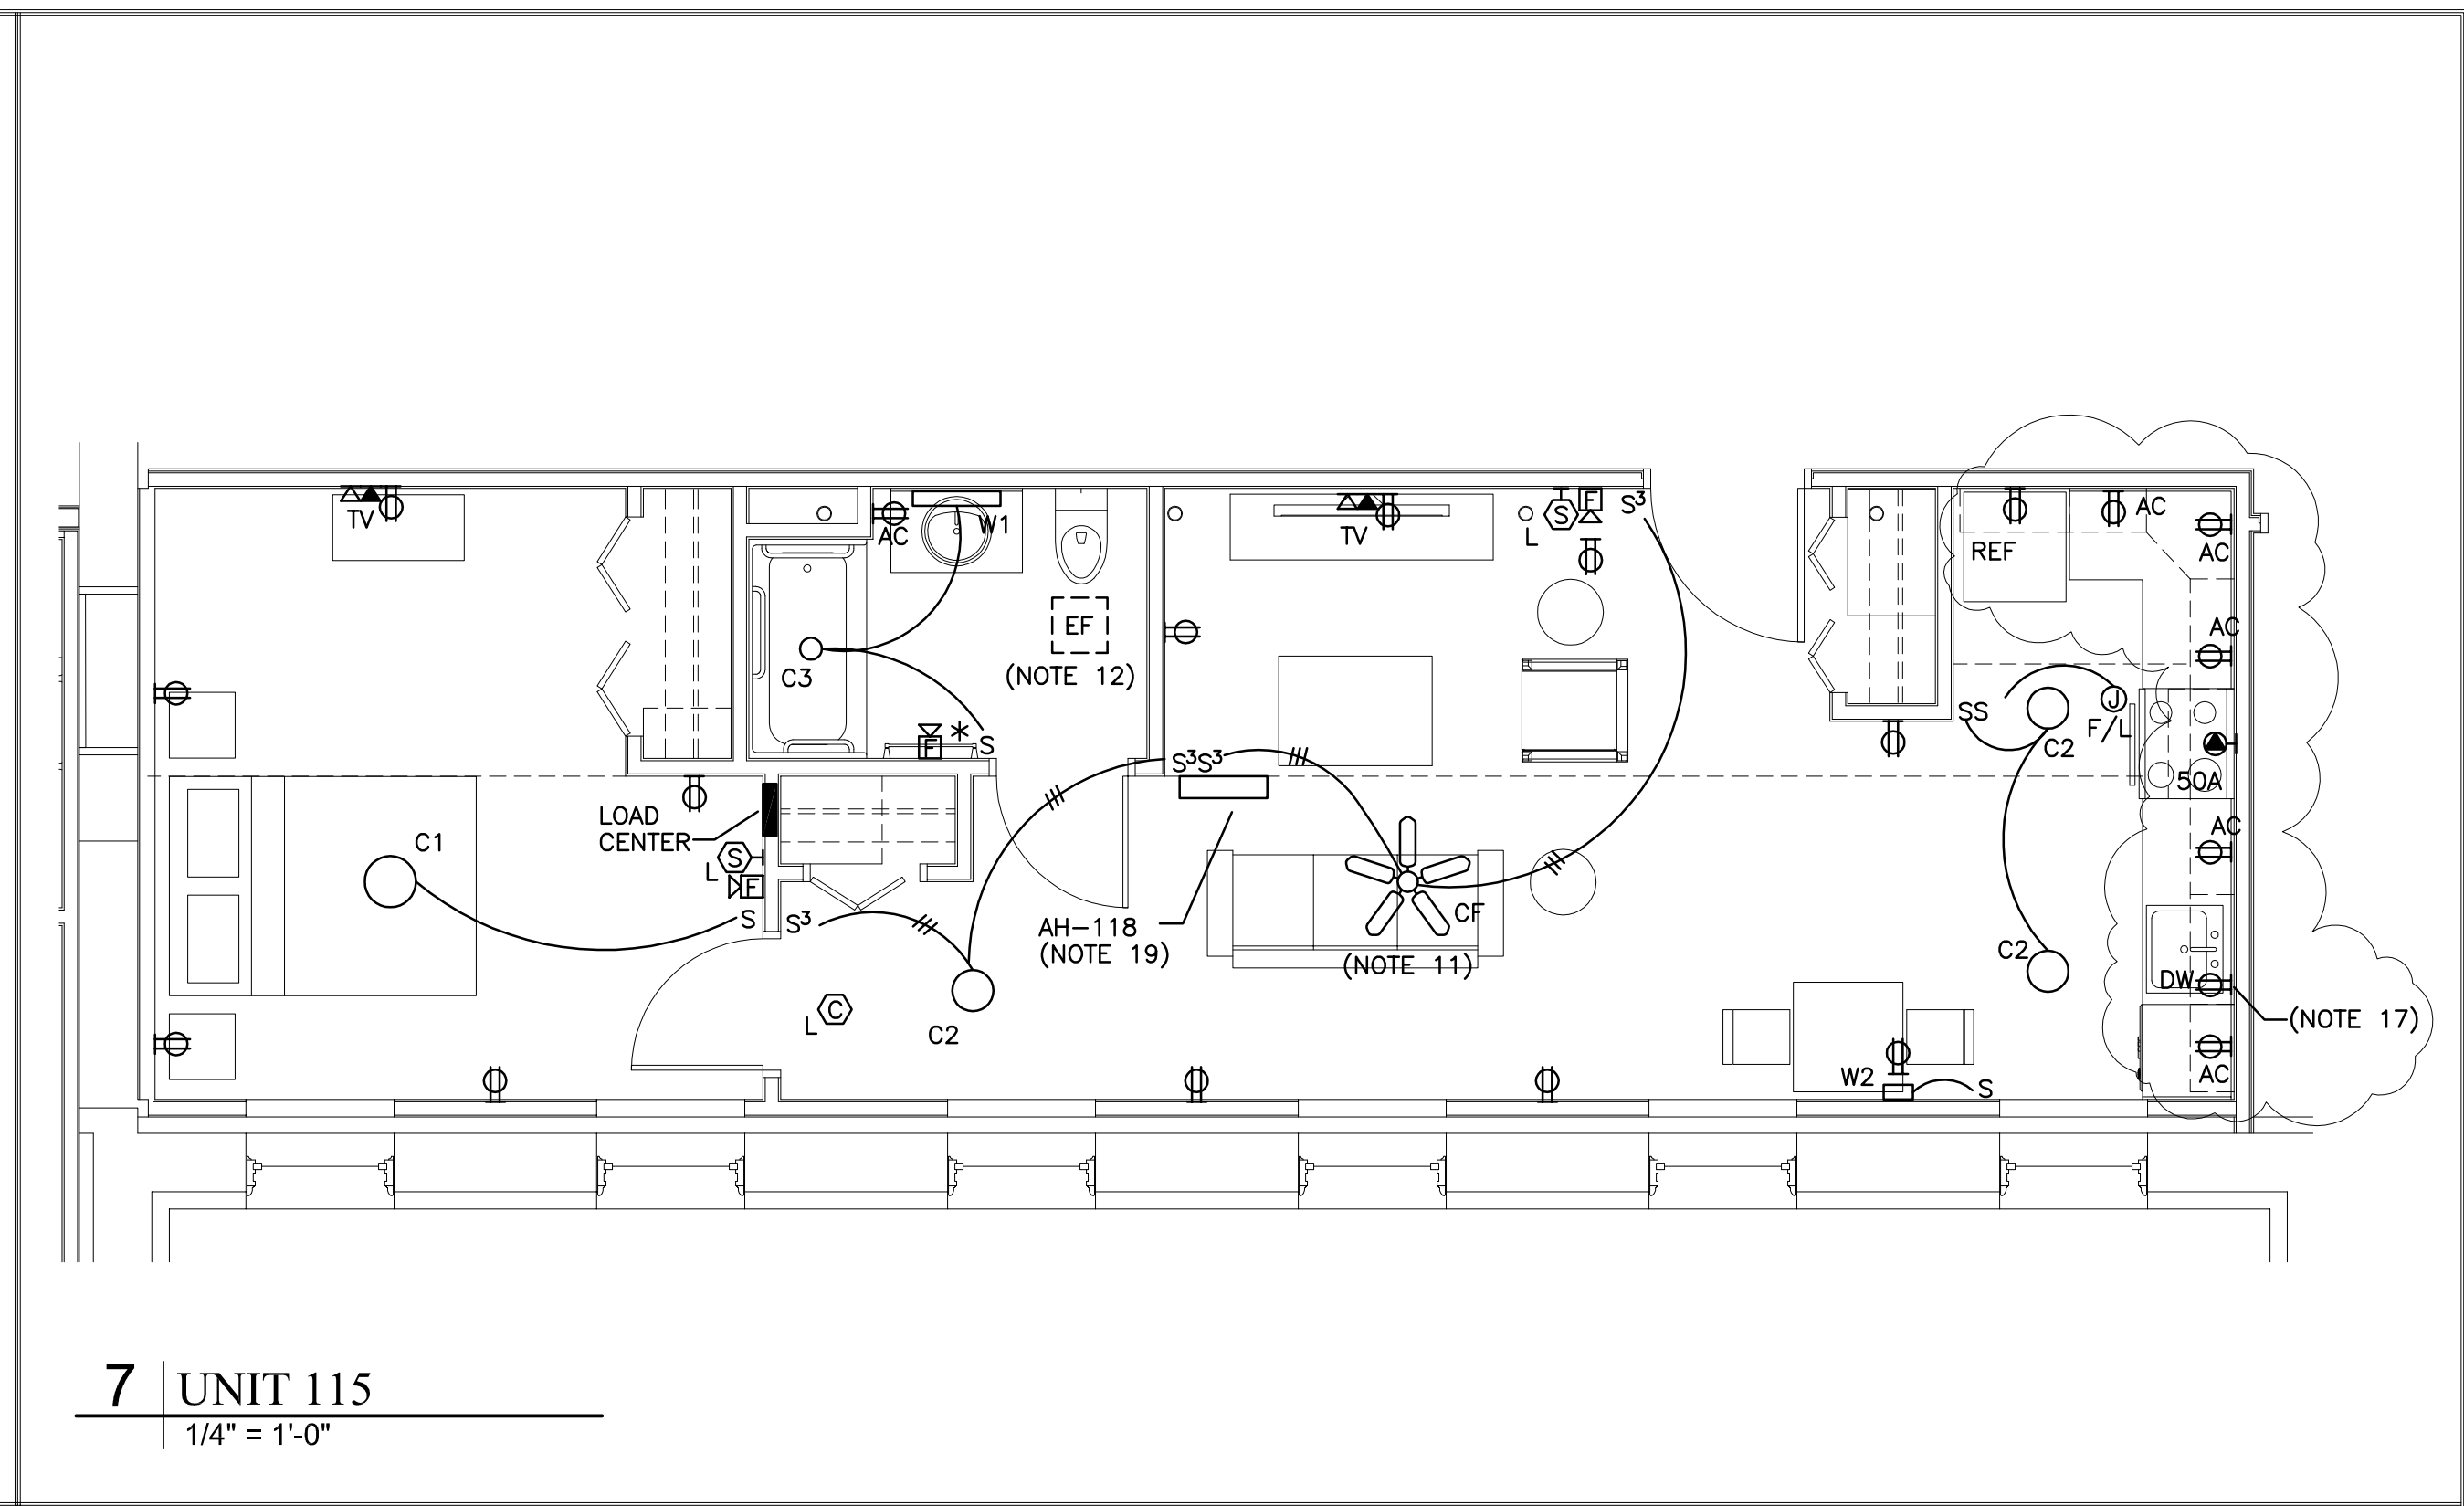 TV
AC
W1
TV
L
S
F
S3
REF
AC
AC
EF
(NOTE 12)
C3
F
*
S
AC
SS
C2
J
F/L
50A
S3S3
LOAD
CENTER
S
L
F
S
S3
C1
AH-118
(NOTE 19)
CF
(NOTE 11)
AC
C2
DW
(NOTE 17)
C
L
C2
W2
S
AC
7
UNIT 115
1/4" = 1'-0"